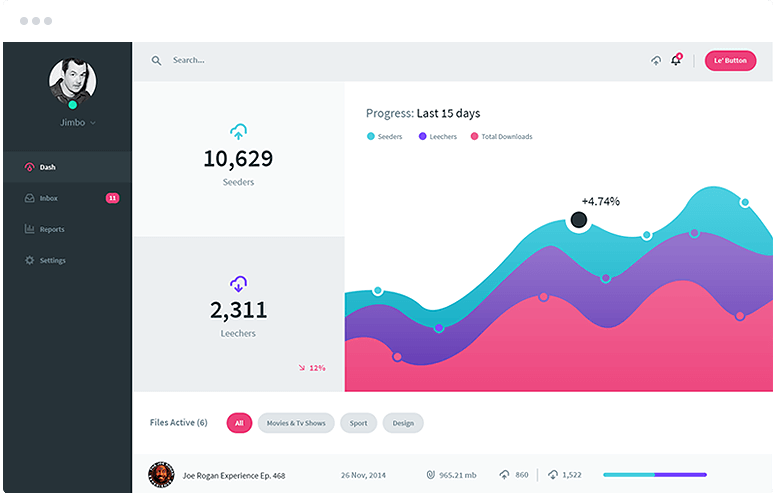 Jimbo
Dash
Inbox
11
Reports
Settings
Search...
Le' Button
10,629
Seeders
2,311
Leechers
12%
Progress: Last 15 days
Seeders
Leechers
Total Downloads
+4.74%
Files Active (6)
All
Movies & Tv Shows
Sport
Design
Joe Rogan Experience Ep. 468
26 Nov, 2014
965.21 mb
860
1,522